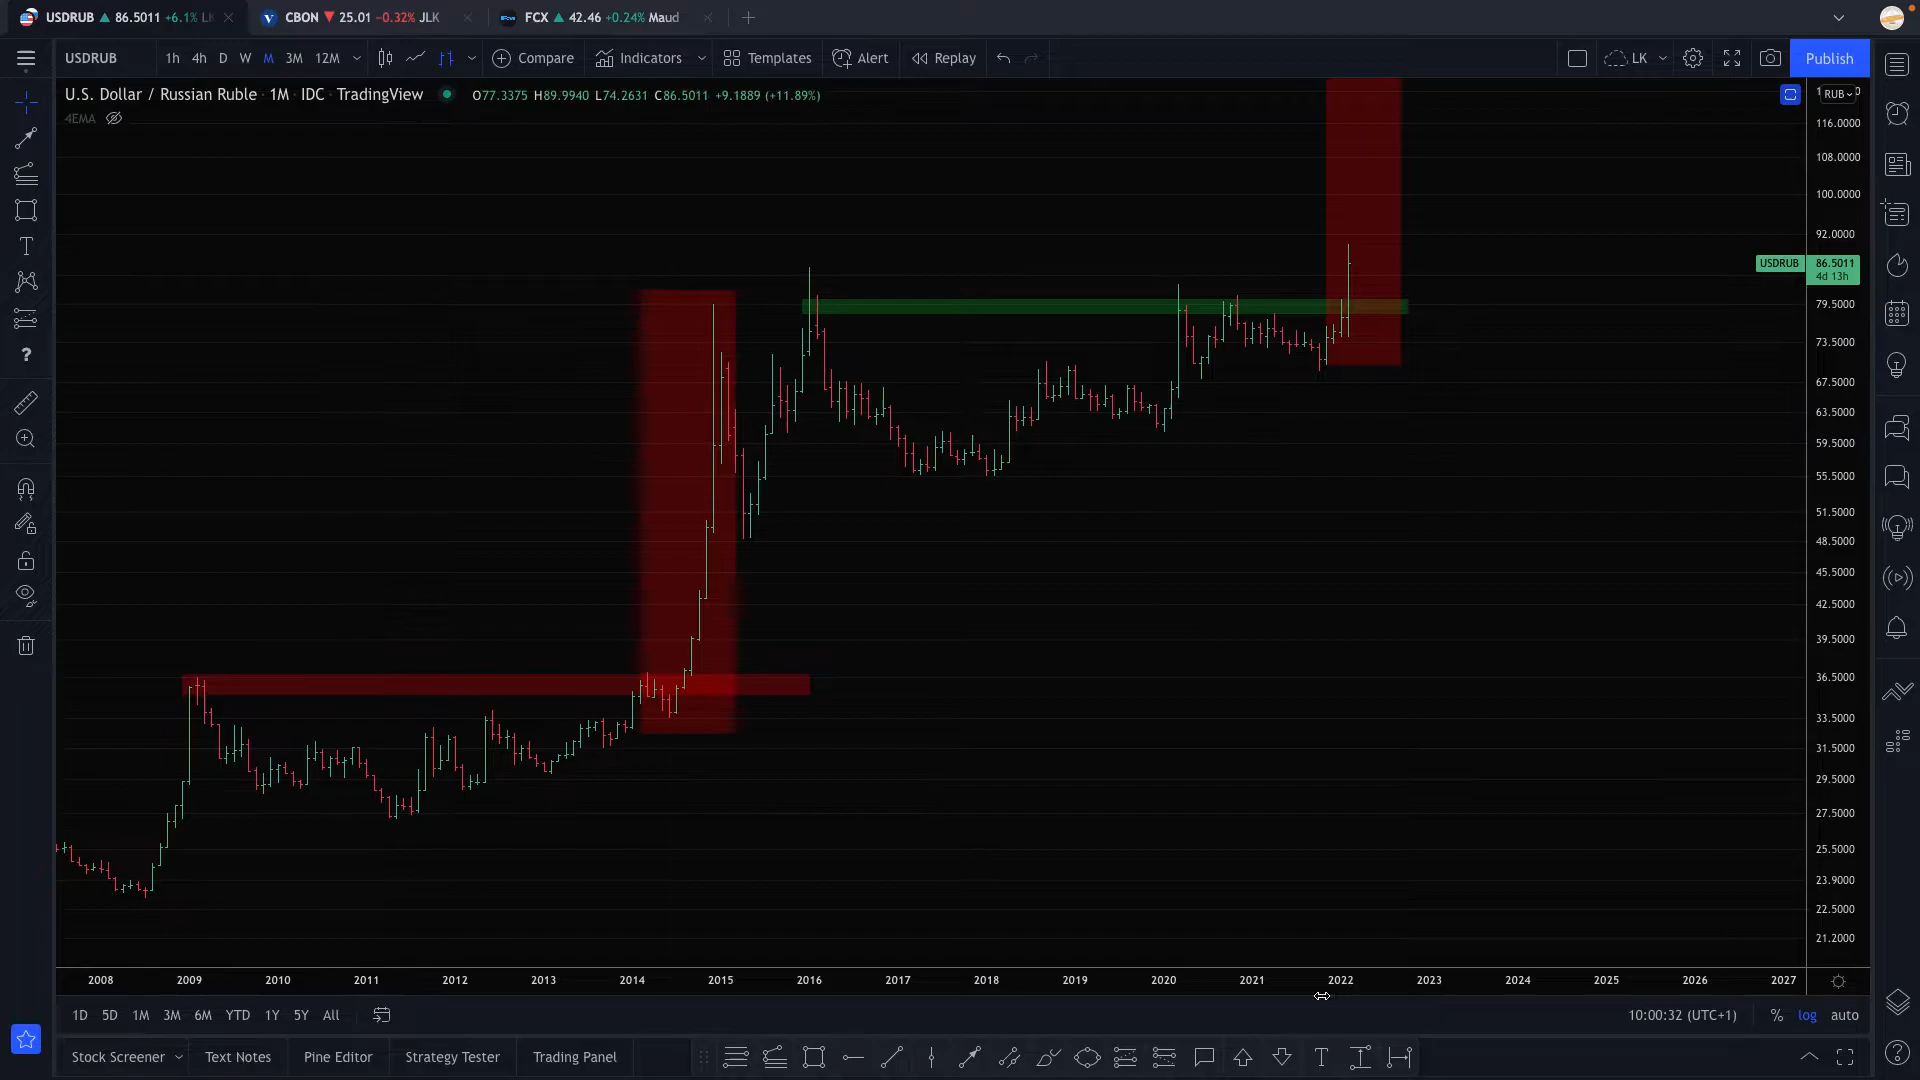 USDRUB ▲ 86.5011 +6.1% LK
CBON ▼ 25.01 −0.32% JLK
FCX ▲ 42.46 +0.24% Maud
USDRUB 1h 4h D W M 3M 12M Compare Indicators Templates Alert Replay LK Publish
U.S. Dollar / Russian Ruble · 1M · IDC · TradingView
O77.3375 H89.9940 L74.2631 C86.5011 +9.1889 (+11.89%)
4EMA
RUB
116.0000
108.0000
100.0000
92.0000
USDRUB 86.5011
4d 13h
79.5000
73.5000
67.5000
63.5000
59.5000
55.5000
51.5000
48.5000
45.5000
42.5000
39.5000
36.5000
33.5000
31.5000
29.5000
27.5000
25.5000
23.9000
22.5000
21.2000
2008 2009 2010 2011 2012 2013 2014 2015 2016 2017 2018 2019 2020 2021 2022 2023 2024 2025 2026 2027
1D 5D 1M 3M 6M YTD 1Y 5Y All 10:00:32 (UTC+1) % log auto
Stock Screener Text Notes Pine Editor Strategy Tester Trading Panel